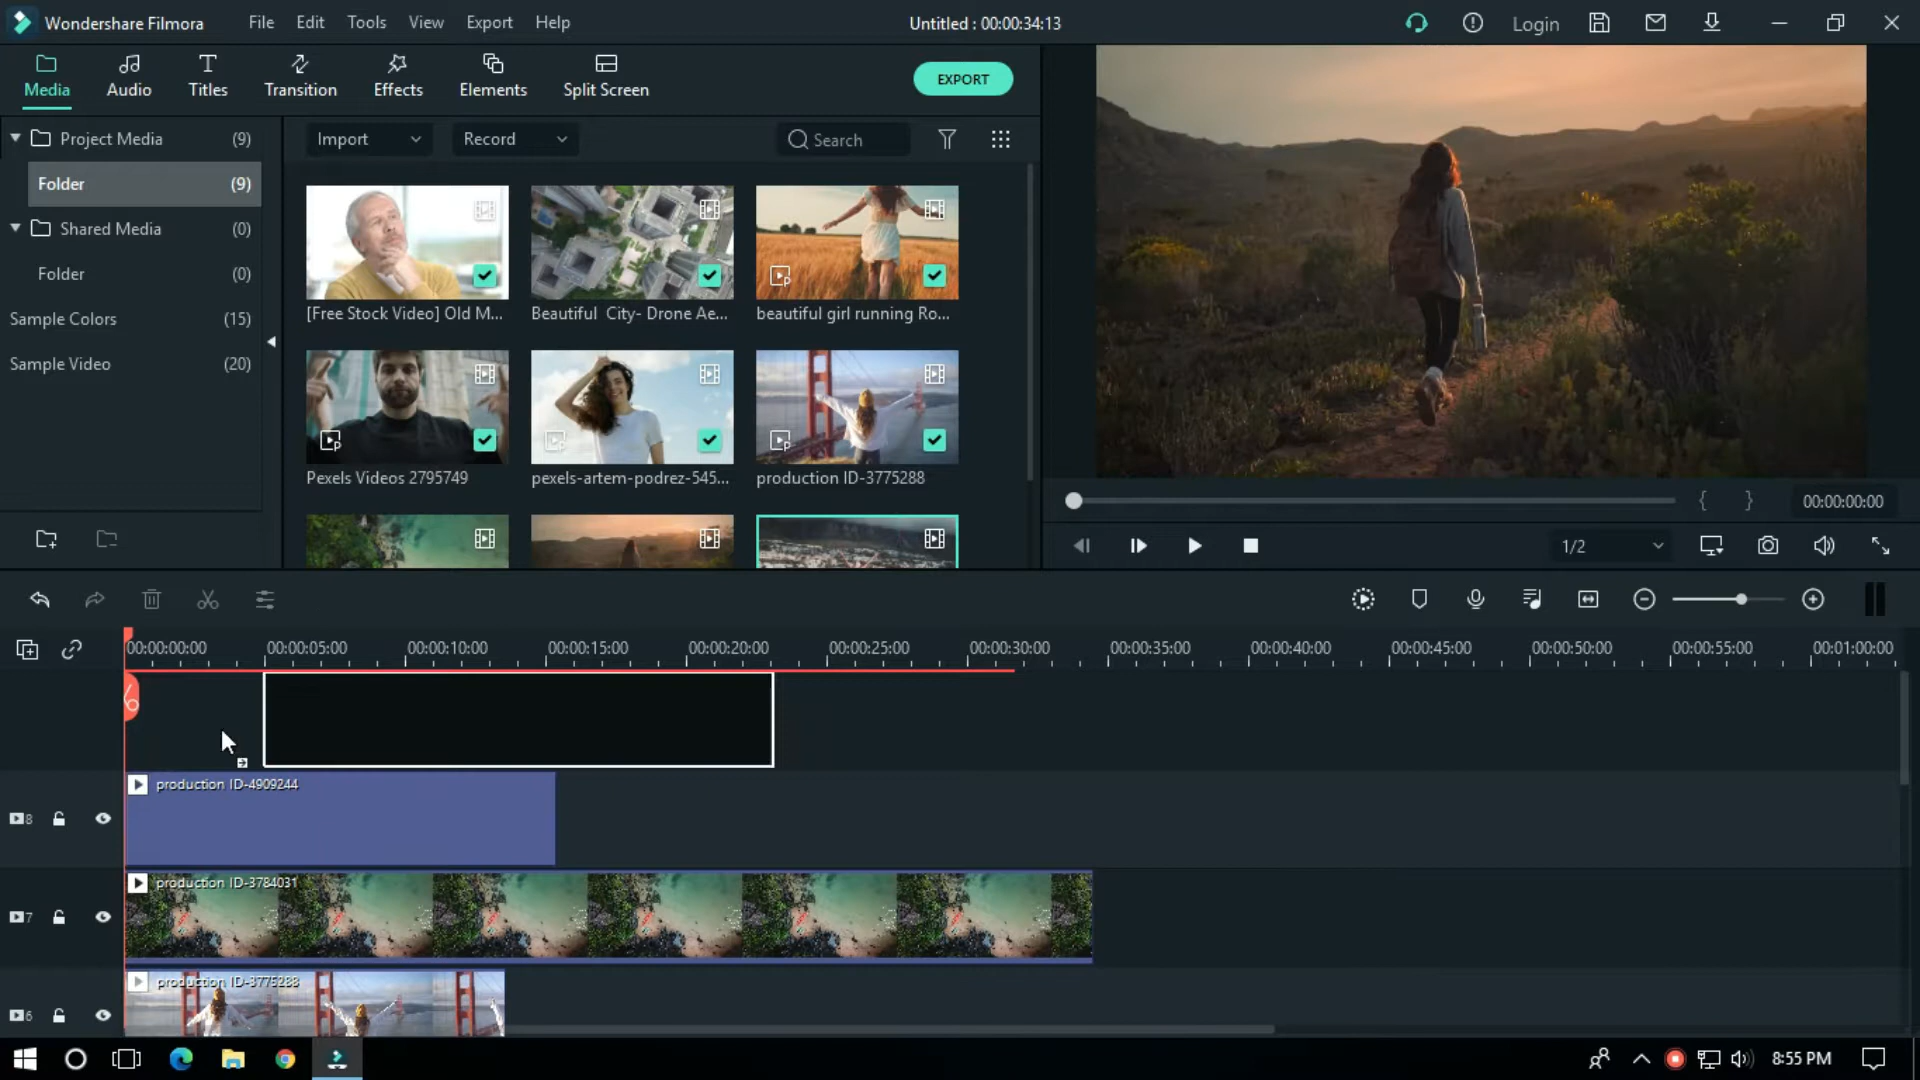 Wondershare Filmora
File
Edit
Tools
View
Export
Help
Untitled : 00:00:34:13
Login
Media
Audio
Titles
Transition
Effects
Elements
Split Screen
EXPORT
Project Media (9)
Folder (9)
Shared Media (0)
Folder (0)
Sample Colors (15)
Sample Video (20)
Import
Record
Search
[Free Stock Video] Old M...
Beautiful City- Drone Ae...
beautiful girl running Ro...
Pexels Videos 2795749
pexels-artem-podrez-545...
production ID-3775288
00:00:00:00
1/2
00:00:00:00
00:00:05:00
00:00:10:00
00:00:15:00
00:00:20:00
00:00:25:00
00:00:30:00
00:00:35:00
00:00:40:00
00:00:45:00
00:00:50:00
00:00:55:00
00:01:00:00
production ID-4909244
8
production ID-3784031
7
production ID-3775288
6
8:55 PM